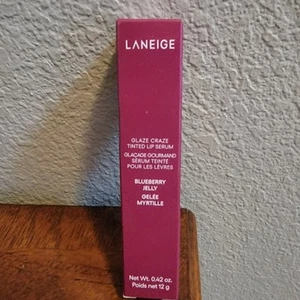 LANEIGE
GLAZE CRAZE
TINTED LIP SERUM
GLAÇAGE GOURMAND
SÉRUM TEINTÉ
POUR LES LÈVRES
BLUEBERRY
JELLY
GELÉE
MYRTILLE
Net Wt. 0.42 oz.
Poids net 12 g